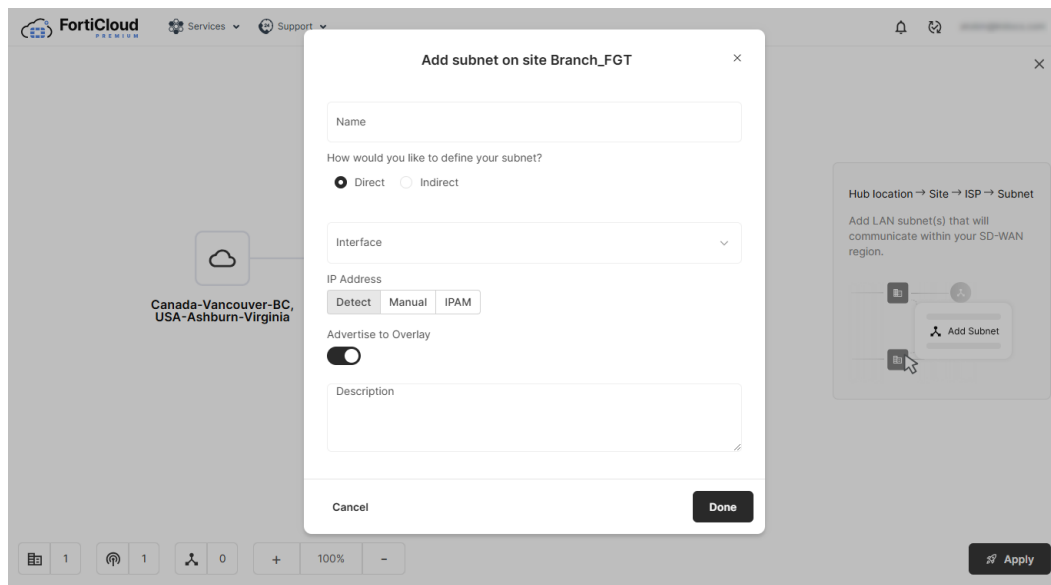 FortiCloud
PREMIUM
Services
Support
Add subnet on site Branch_FGT
Name
How would you like to define your subnet?
Direct
Indirect
Interface
IP Address
Detect
Manual
IPAM
Advertise to Overlay
Description
Cancel
Done
Canada-Vancouver-BC,
USA-Ashburn-Virginia
Hub location → Site → ISP → Subnet
Add LAN subnet(s) that will
communicate within your SD-WAN
region.
Add Subnet
1
1
0
+
100%
-
Apply